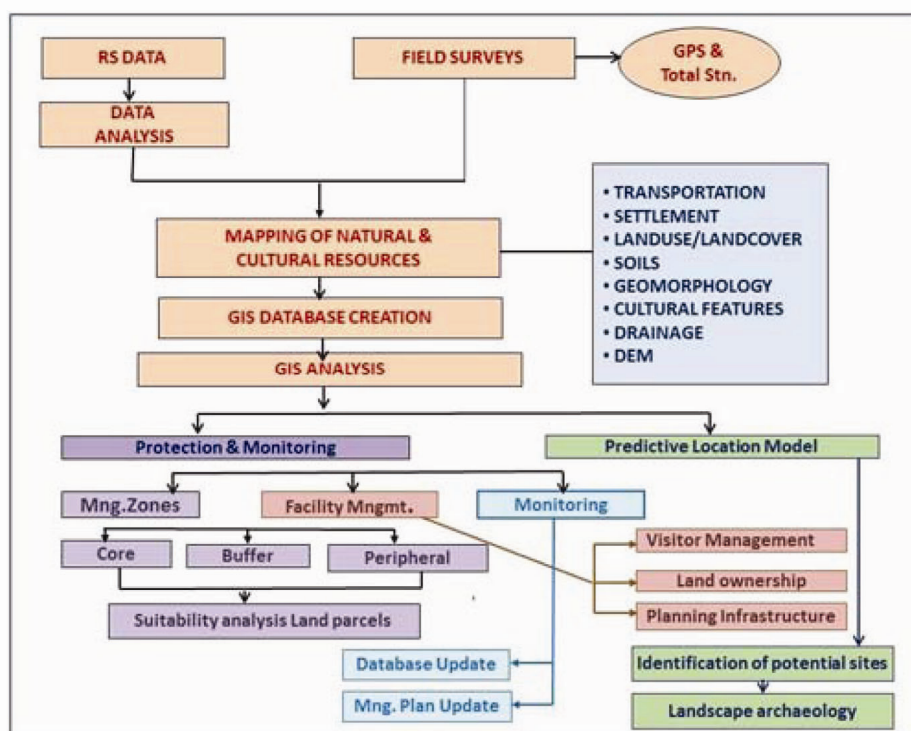 RS DATA
FIELD SURVEYS
GPS &
Total Stn.
DATA
ANALYSIS
• TRANSPORTATION
• SETTLEMENT
• LANDUSE/LANDCOVER
• SOILS
• GEOMORPHOLOGY
• CULTURAL FEATURES
• DRAINAGE
• DEM
MAPPING OF NATURAL &
CULTURAL RESOURCES
GIS DATABASE CREATION
GIS ANALYSIS
Protection & Monitoring
Predictive Location Model
Mng.Zones
Facility Mngmt.
Monitoring
Core
Buffer
Peripheral
Visitor Management
Land ownership
Planning Infrastructure
Suitability analysis Land parcels
Database Update
Mng. Plan Update
Identification of potential sites
Landscape archaeology